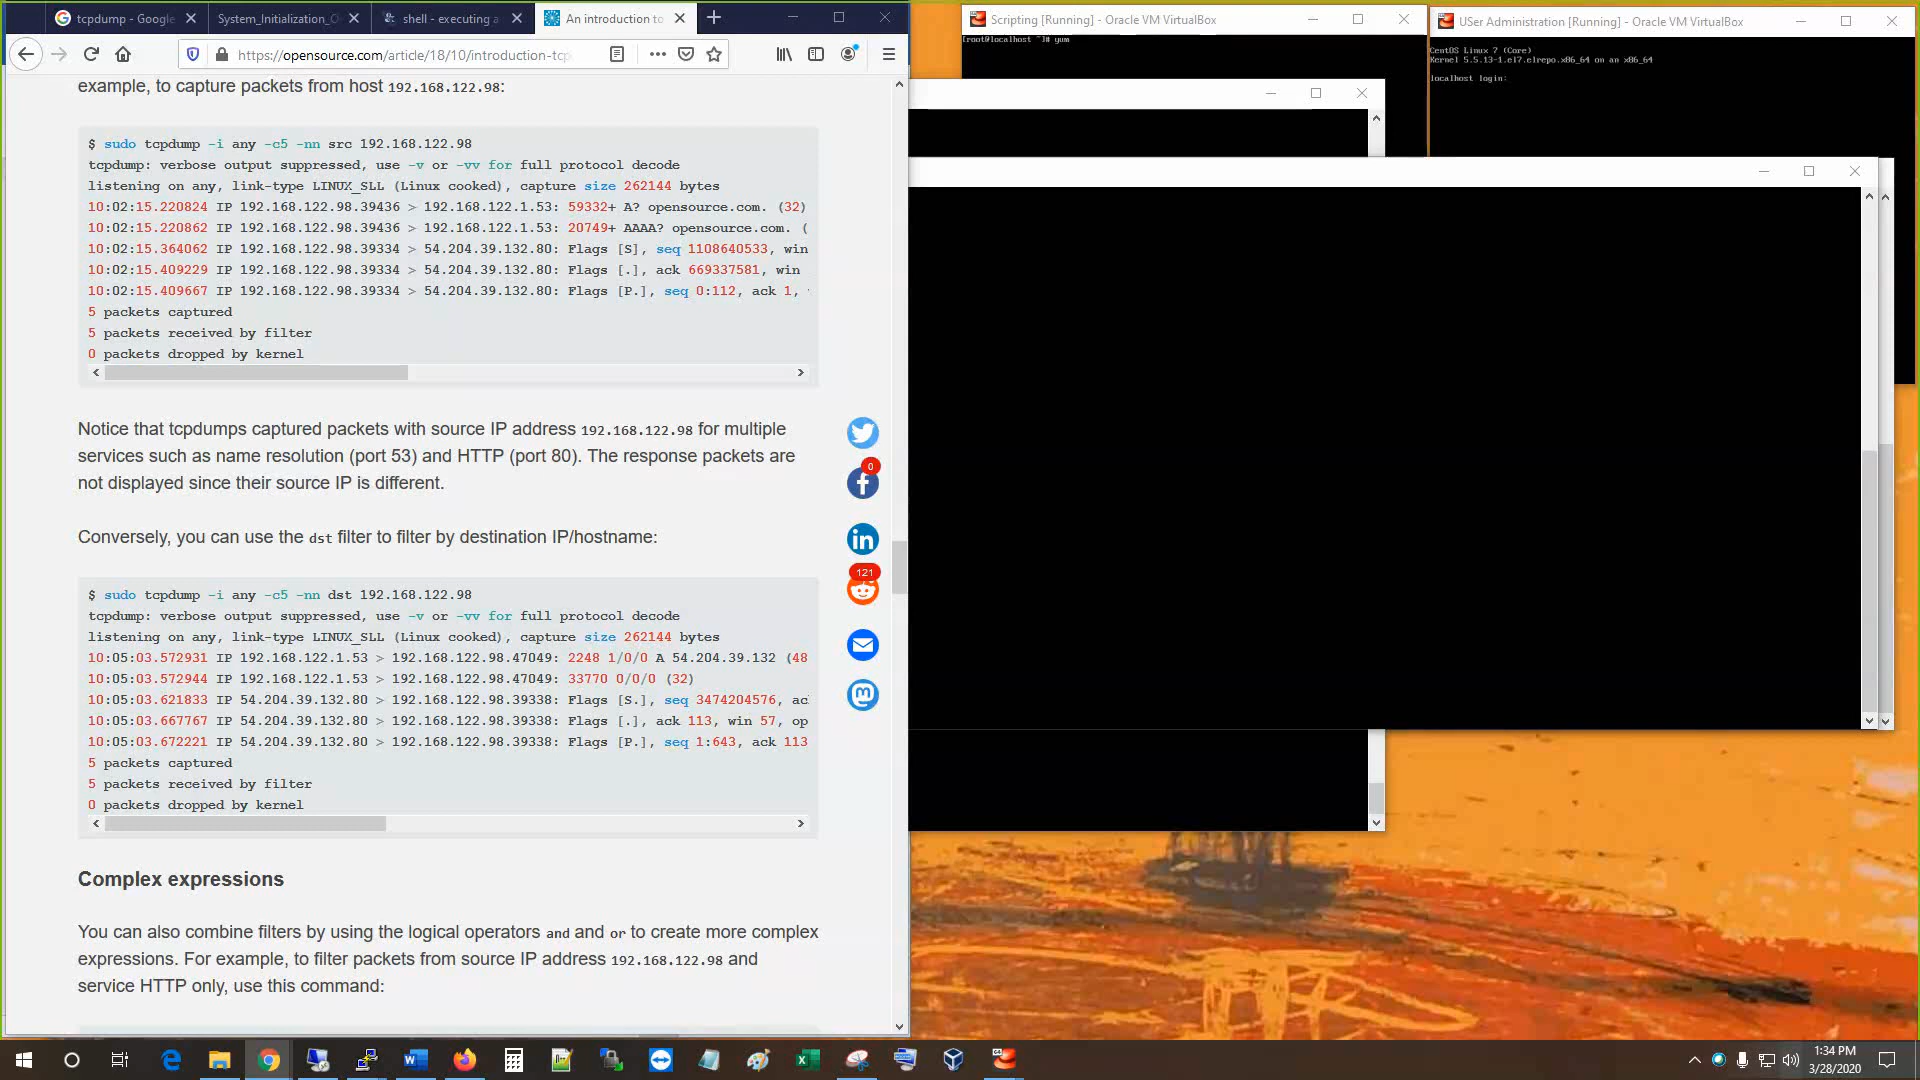 tcpdump - Google
System_Initialization_O
shell - executing a
An introduction to
https://opensource.com/article/18/10/introduction-tcp
example, to capture packets from host 192.168.122.98:
$ sudo tcpdump -i any -c5 -nn src 192.168.122.98
tcpdump: verbose output suppressed, use -v or -vv for full protocol decode
listening on any, link-type LINUX_SLL (Linux cooked), capture size 262144 bytes
10:02:15.220824 IP 192.168.122.98.39436 > 192.168.122.1.53: 59332+ A? opensource.com. (32)
10:02:15.220862 IP 192.168.122.98.39436 > 192.168.122.1.53: 20749+ AAAA? opensource.com. (
10:02:15.364062 IP 192.168.122.98.39334 > 54.204.39.132.80: Flags [S], seq 1108640533, win
10:02:15.409229 IP 192.168.122.98.39334 > 54.204.39.132.80: Flags [.], ack 669337581, win
10:02:15.409667 IP 192.168.122.98.39334 > 54.204.39.132.80: Flags [P.], seq 0:112, ack 1,
5 packets captured
5 packets received by filter
0 packets dropped by kernel
Notice that tcpdumps captured packets with source IP address 192.168.122.98 for multiple
services such as name resolution (port 53) and HTTP (port 80). The response packets are
not displayed since their source IP is different.
Conversely, you can use the dst filter to filter by destination IP/hostname:
$ sudo tcpdump -i any -c5 -nn dst 192.168.122.98
tcpdump: verbose output suppressed, use -v or -vv for full protocol decode
listening on any, link-type LINUX_SLL (Linux cooked), capture size 262144 bytes
10:05:03.572931 IP 192.168.122.1.53 > 192.168.122.98.47049: 2248 1/0/0 A 54.204.39.132 (48
10:05:03.572944 IP 192.168.122.1.53 > 192.168.122.98.47049: 33770 0/0/0 (32)
10:05:03.621833 IP 54.204.39.132.80 > 192.168.122.98.39338: Flags [S.], seq 3474204576, ac
10:05:03.667767 IP 54.204.39.132.80 > 192.168.122.98.39338: Flags [.], ack 113, win 57, op
10:05:03.672221 IP 54.204.39.132.80 > 192.168.122.98.39338: Flags [P.], seq 1:643, ack 113
5 packets captured
5 packets received by filter
0 packets dropped by kernel
Complex expressions
You can also combine filters by using the logical operators and and or to create more complex
expressions. For example, to filter packets from source IP address 192.168.122.98 and
service HTTP only, use this command:
0
121
Scripting [Running] - Oracle VM VirtualBox
[root@localhost ~]# yum
USer Administration [Running] - Oracle VM VirtualBox
CentOS Linux 7 (Core)
Kernel 5.5.13-1.el7.elrepo.x86_64 on an x86_64
localhost login:
1:34 PM
3/28/2020